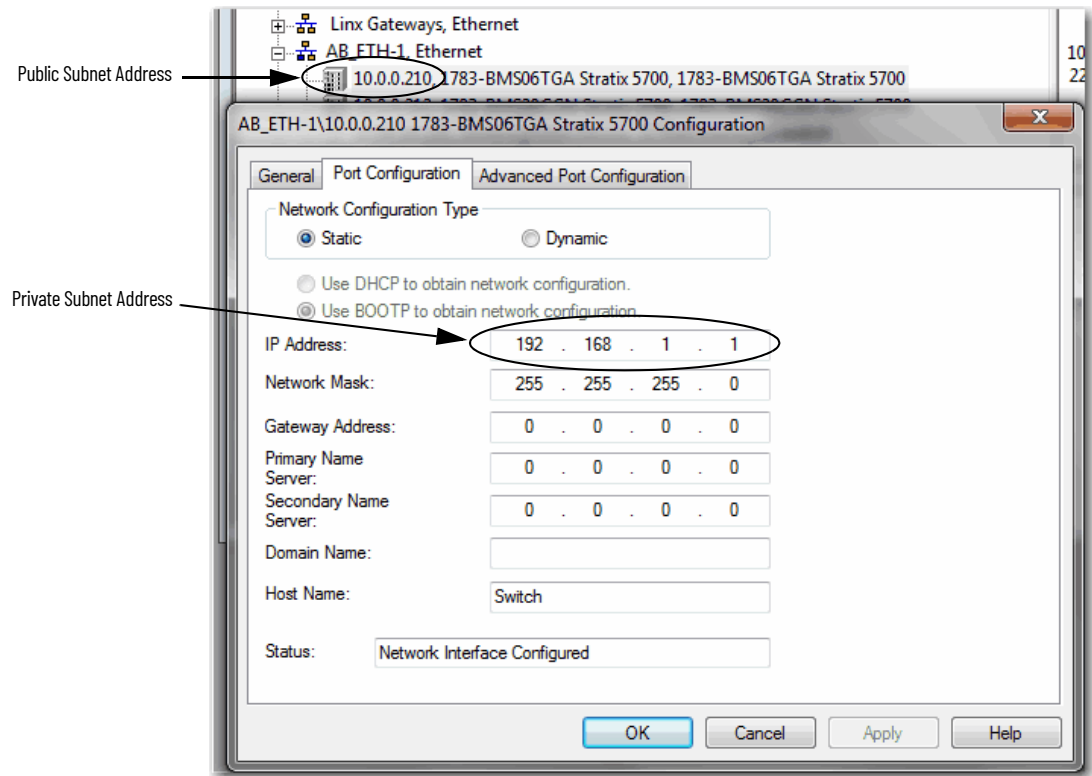 Linx Gateways, Ethernet
AB_ETH-1, Ethernet
10
Public Subnet Address
10.0.0.210, 1783-BMS06TGA Stratix 5700, 1783-BMS06TGA Stratix 5700
22
AB_ETH-1\10.0.0.210 1783-BMS06TGA Stratix 5700 Configuration
General Port Configuration Advanced Port Configuration
Network Configuration Type
Static Dynamic
Use DHCP to obtain network configuration.
Private Subnet Address
Use BOOTP to obtain network configuration.
IP Address: 192 . 168 . 1 . 1
Network Mask: 255 . 255 . 255 . 0
Gateway Address: 0 . 0 . 0 . 0
Primary Name
Server: 0 . 0 . 0 . 0
Secondary Name
Server: 0 . 0 . 0 . 0
Domain Name:
Host Name: Switch
Status: Network Interface Configured
OK Cancel Apply Help